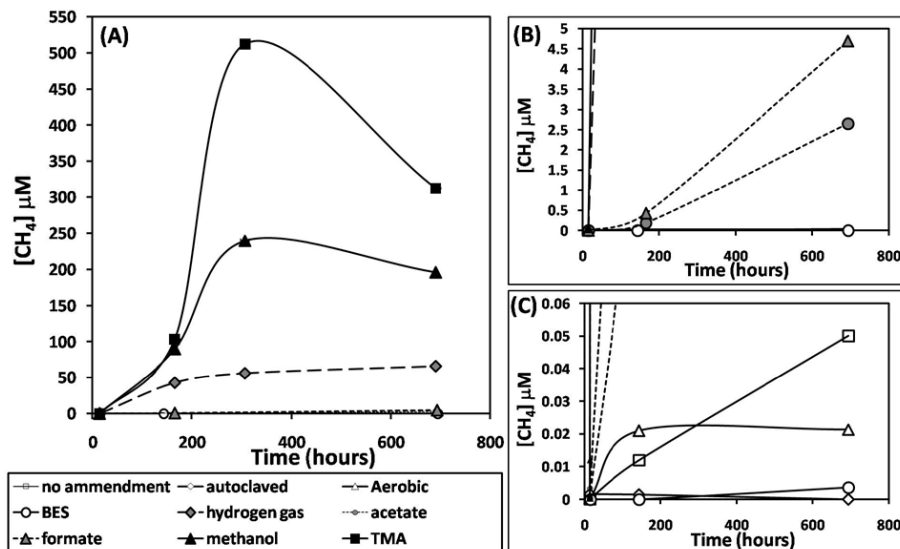 (A)
550
500
450
400
350
300
250
200
150
100
50
0
[CH4] μM
0 200 400 600 800
Time (hours)
(B)
5
4.5
4
3.5
3
2.5
2
1.5
1
0.5
0
[CH4] μM
0 200 400 600 800
Time (hours)
(C)
0.06
0.05
0.04
0.03
0.02
0.01
0
[CH4] μM
0 200 400 600 800
Time (hours)
no ammendment autoclaved Aerobic
BES hydrogen gas acetate
formate methanol TMA